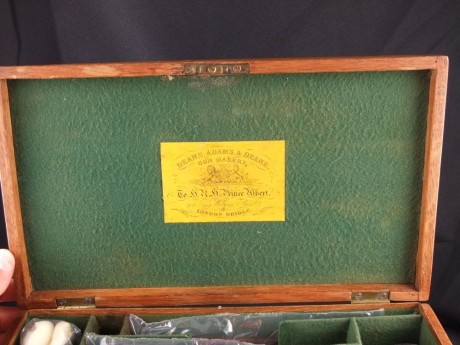 DEANE, ADAMS & DEANE,
GUN MAKERS,
To H.R.H. Prince Albert.
LONDON BRIDGE